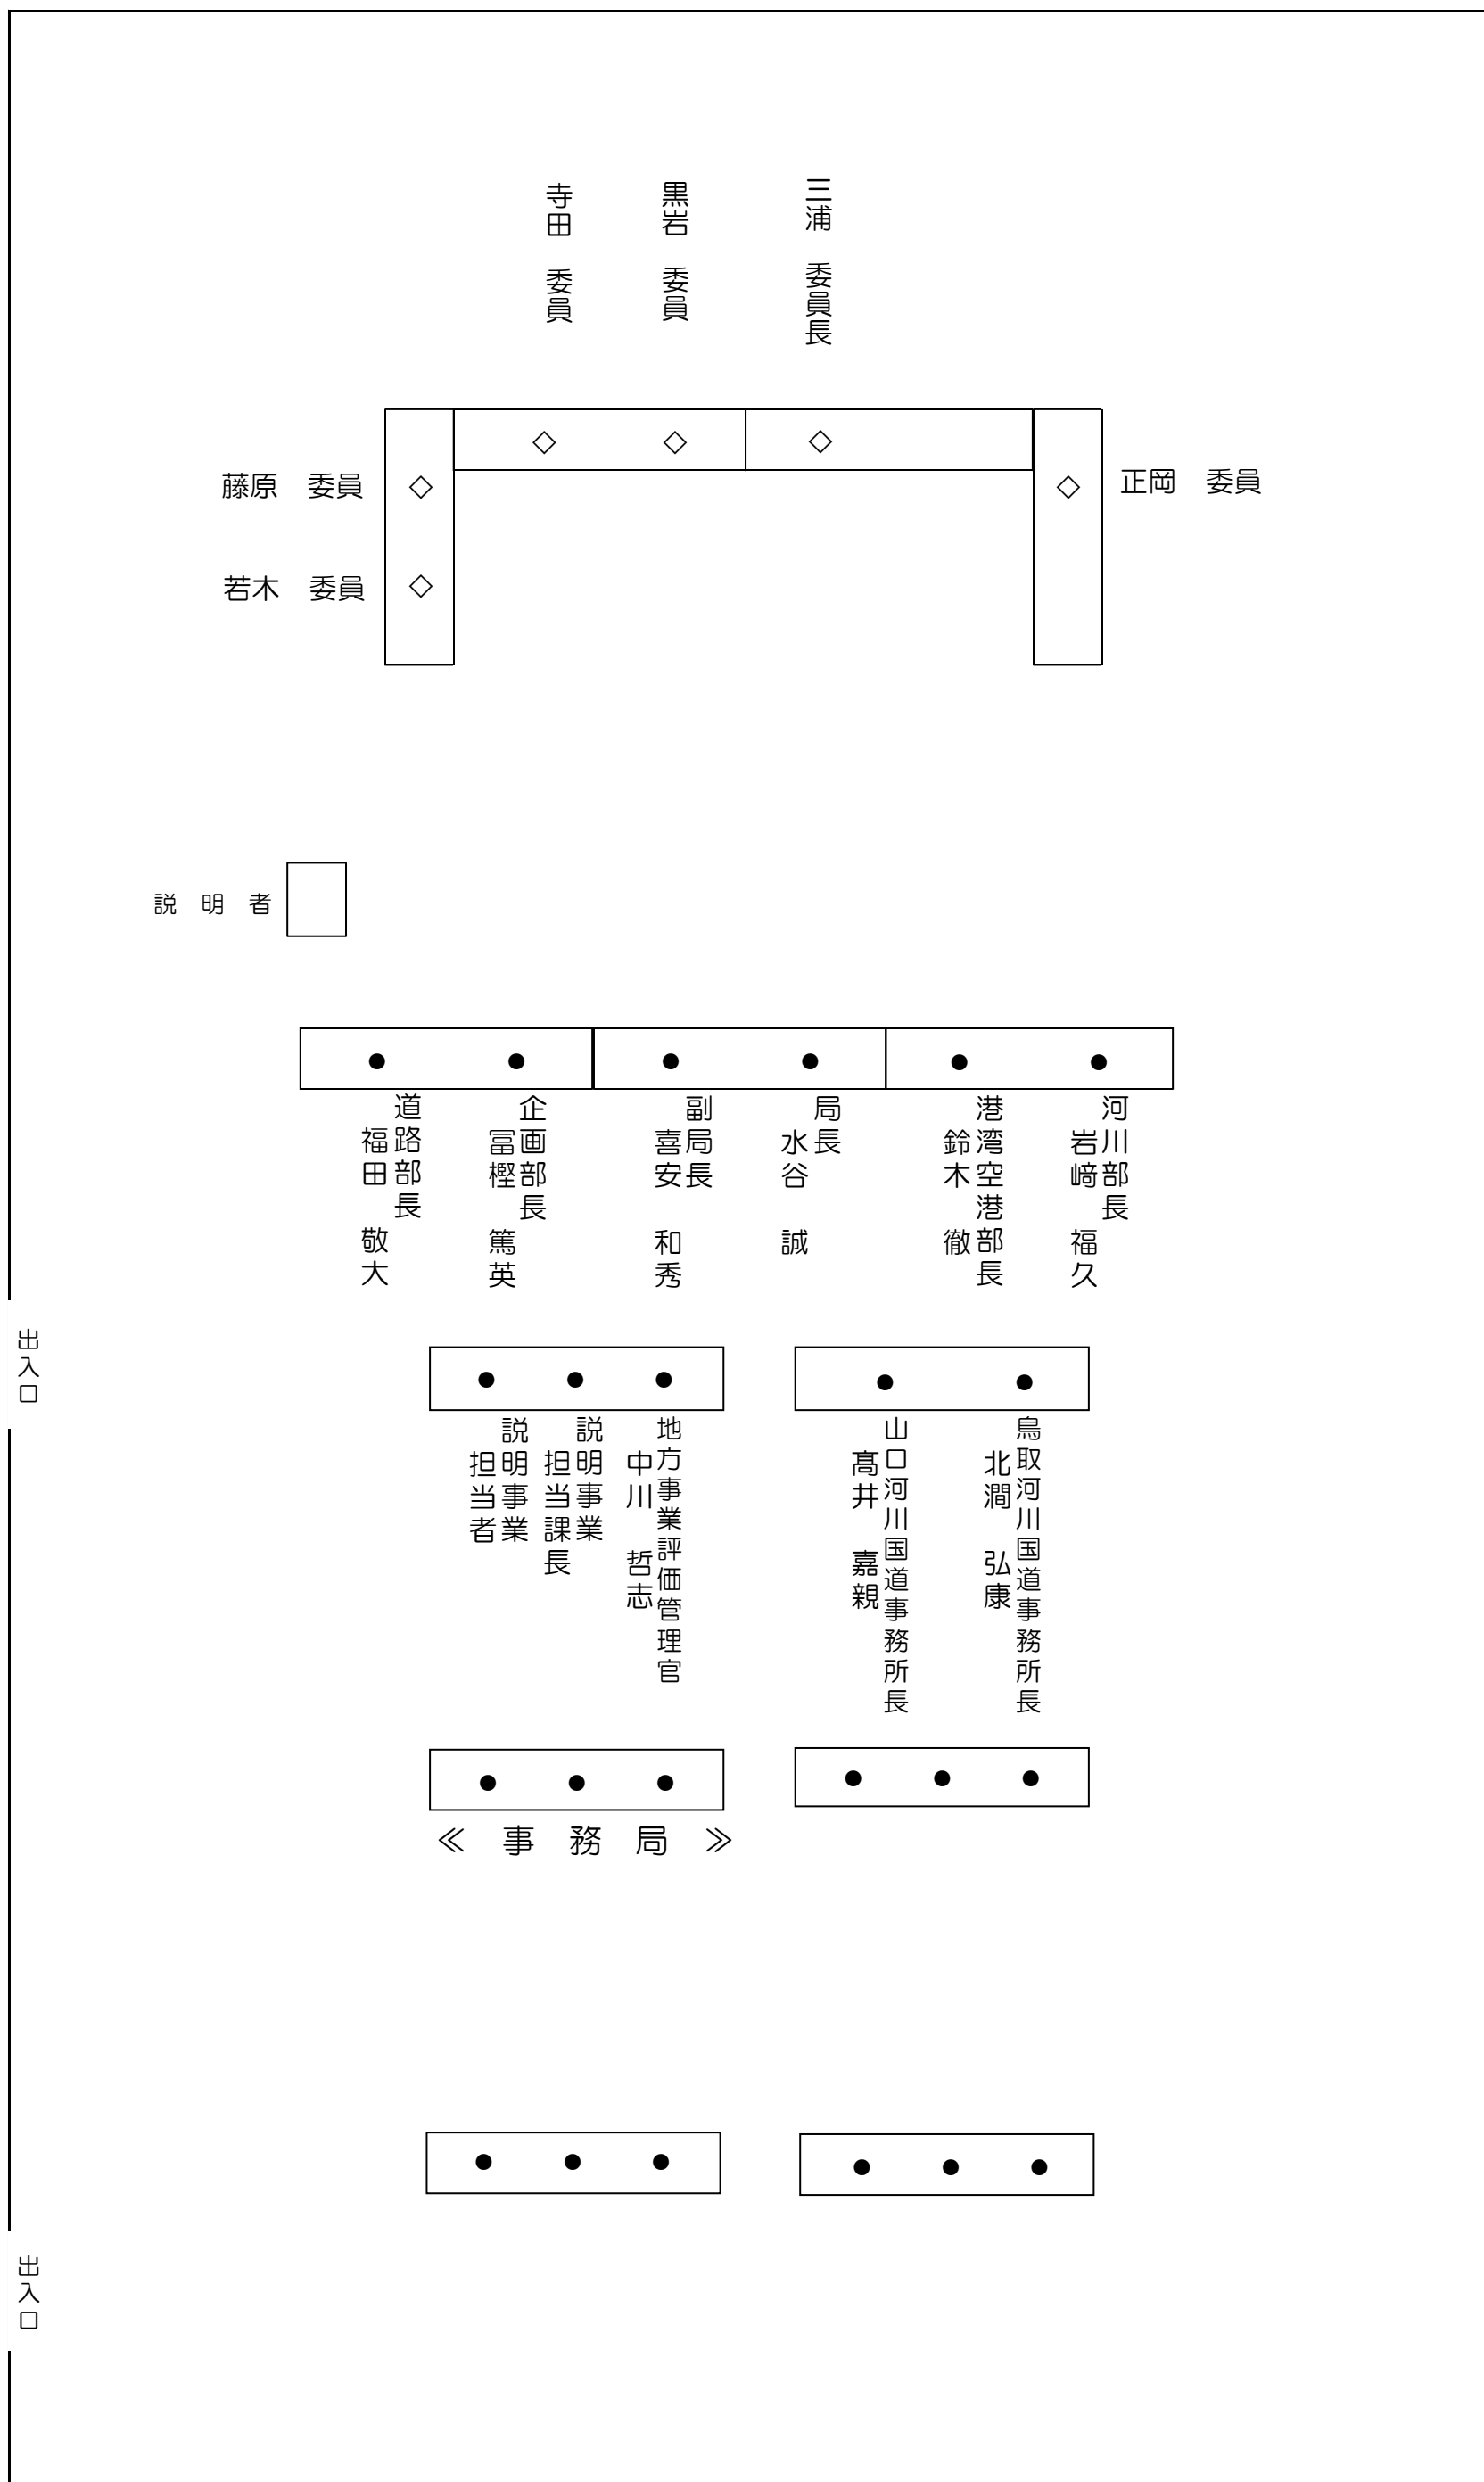 三浦　委員長
黒岩　委員
寺田　委員
藤原　委員
正岡　委員
若木　委員
説　明　者
河川部長
岩﨑　福久
港湾空港部長
鈴木　徹
局長
水谷　誠
副局長
喜安　和秀
企画部長
冨樫　篤英
道路部長
福田　敬大
出入口
鳥取河川国道事務所長
北澗　弘康
山口河川国道事務所長
髙井　嘉親
地方事業評価管理官
中川　哲志
説明事業
担当課長
説明事業
担当者
≪　事　務　局　≫
出入口